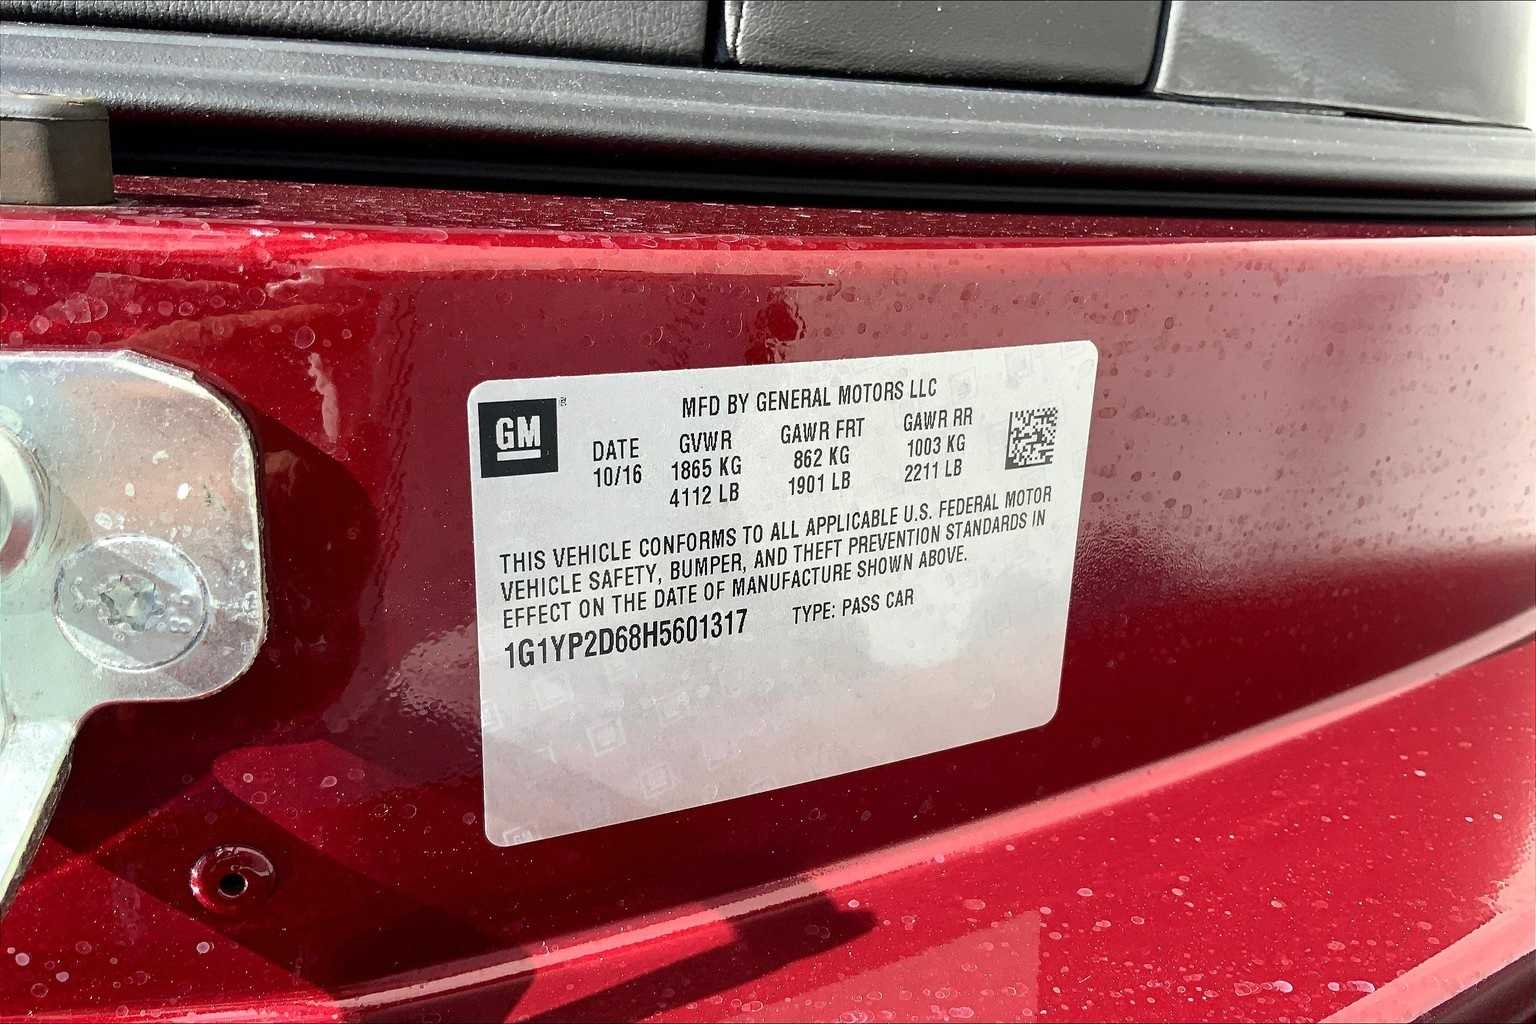 GM
MFD BY GENERAL MOTORS LLC
DATE GVWR GAWR FRT GAWR RR
10/16 1865 KG 862 KG 1003 KG
4112 LB 1901 LB 2211 LB
THIS VEHICLE CONFORMS TO ALL APPLICABLE U.S. FEDERAL MOTOR
VEHICLE SAFETY, BUMPER, AND THEFT PREVENTION STANDARDS IN
EFFECT ON THE DATE OF MANUFACTURE SHOWN ABOVE.
1G1YP2D68H5601317 TYPE: PASS CAR